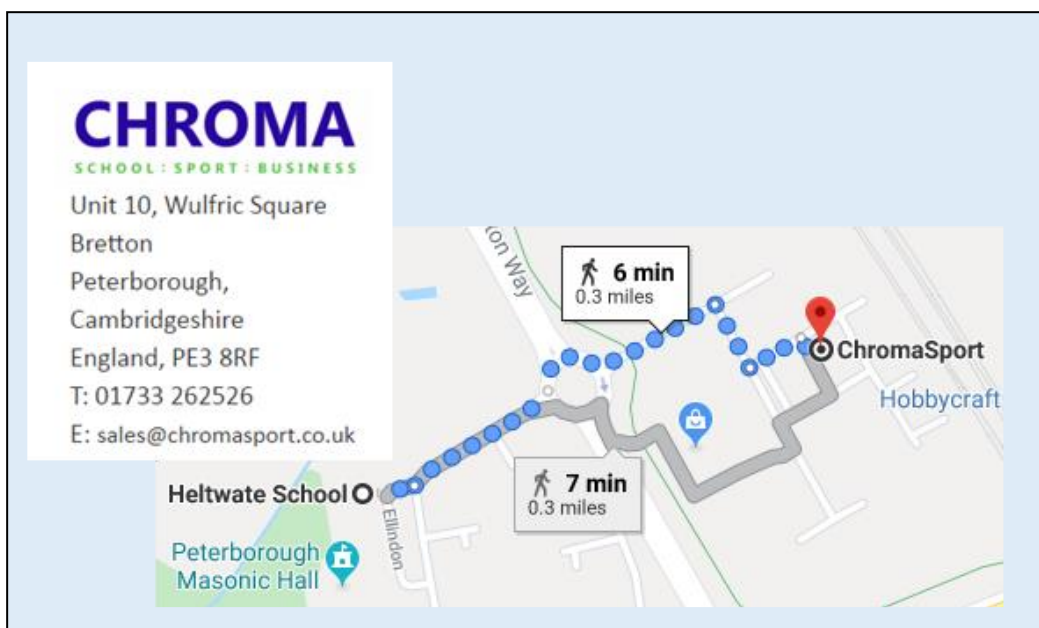 CHROMA
SCHOOL : SPORT : BUSINESS
Unit 10, Wulfric Square
Bretton
Peterborough,
Cambridgeshire
England, PE3 8RF
T: 01733 262526
E: sales@chromasport.co.uk
ton Way
6 min
0.3 miles
ChromaSport
Hobbycraft
7 min
0.3 miles
Heltwate School
Ellindon
Peterborough
Masonic Hall